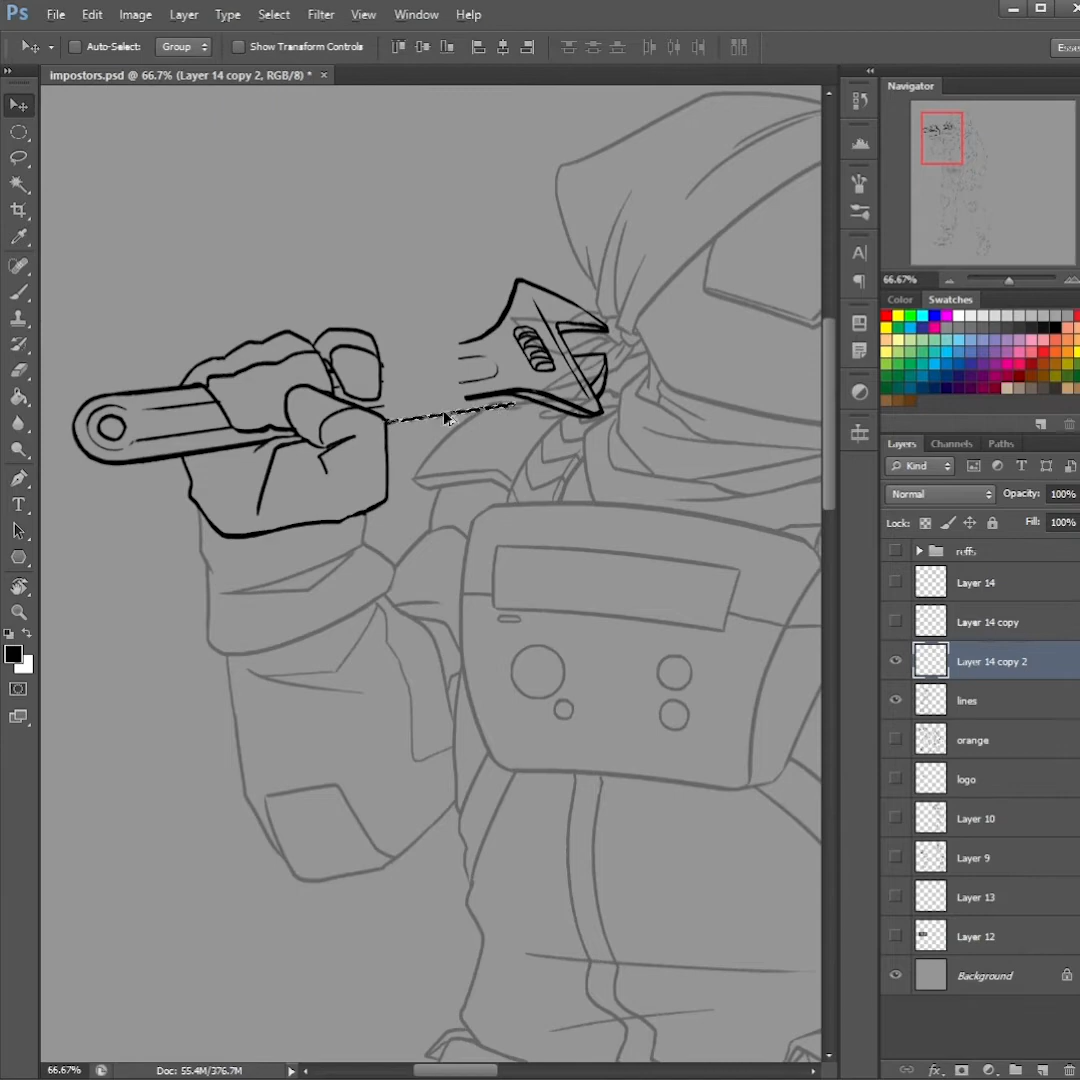 Ps File Edit Image Layer Type Select Filter View Window Help
Auto-Select: Group Show Transform Controls
impostors.psd @ 66.7% (Layer 14 copy 2, RGB/8) * ×
Navigator
66.67%
Color Swatches
Layers Channels Paths
Kind
Normal Opacity: 100%
Lock: Fill: 100%
reffs
Layer 14
Layer 14 copy
Layer 14 copy 2
lines
orange
logo
Layer 10
Layer 9
Layer 13
Layer 12
Background
66.67% Doc: 55.4M/376.7M